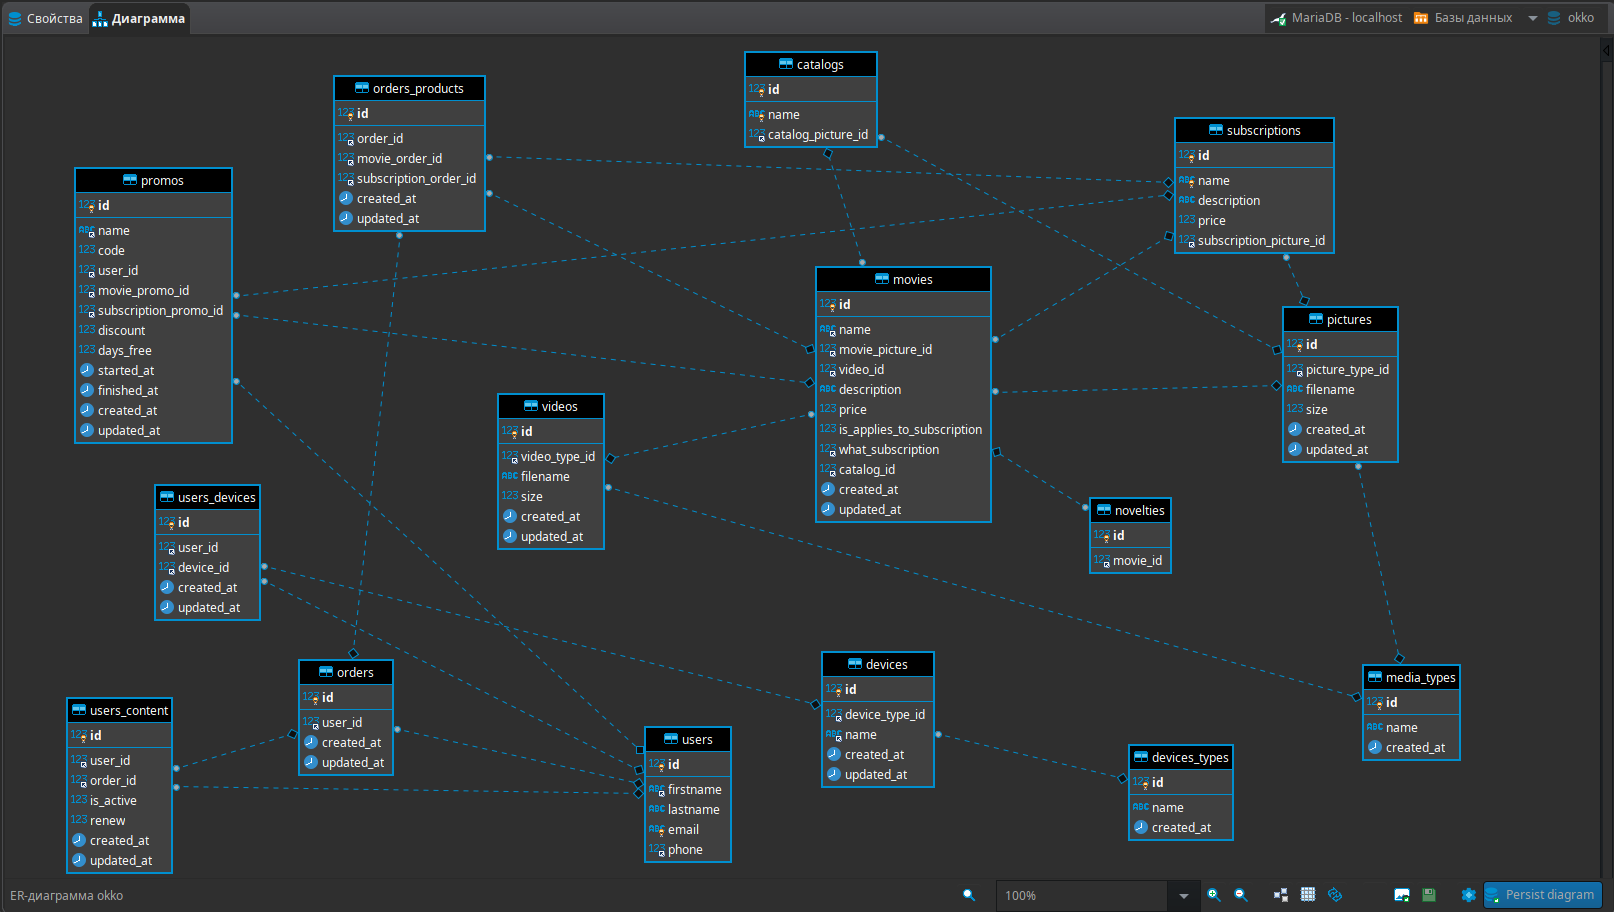 Свойства
Диаграмма
MariaDB - localhost
Базы данных
okko
catalogs
id
name
catalog_picture_id
orders_products
id
order_id
movie_order_id
subscription_order_id
created_at
updated_at
subscriptions
id
name
description
price
subscription_picture_id
promos
id
name
code
user_id
movie_promo_id
subscription_promo_id
discount
days_free
started_at
finished_at
created_at
updated_at
movies
id
name
movie_picture_id
video_id
description
price
is_applies_to_subscription
what_subscription
catalog_id
created_at
updated_at
pictures
id
picture_type_id
filename
size
created_at
updated_at
videos
id
video_type_id
filename
size
created_at
updated_at
users_devices
id
user_id
device_id
created_at
updated_at
novelties
id
movie_id
orders
id
user_id
created_at
updated_at
devices
id
device_type_id
name
created_at
updated_at
media_types
id
name
created_at
users_content
id
user_id
order_id
is_active
renew
created_at
updated_at
users
id
firstname
lastname
email
phone
devices_types
id
name
created_at
ER-диаграмма okko
100%
Persist diagram